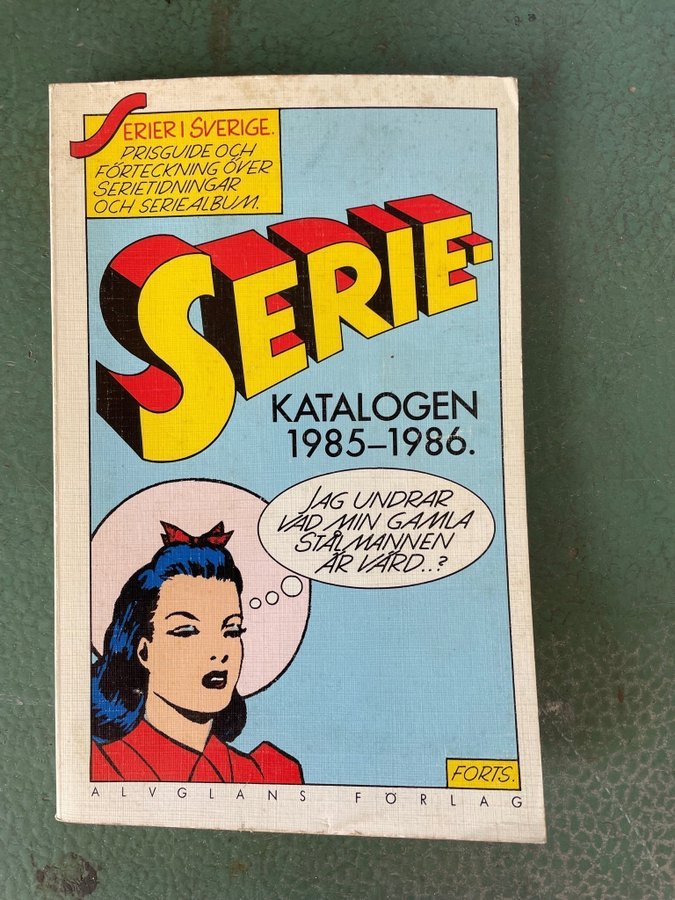 SERIER I SVERIGE.
PRISGUIDE OCH
FÖRTECKNING ÖVER
SERIETIDNINGAR
OCH SERIEALBUM.
SERIE-
KATALOGEN
1985–1986.
JAG UNDRAR
VAD MIN GAMLA
STÅLMANNEN
ÄR VÄRD..?
FORTS.
ALVGLANS FÖRLAG